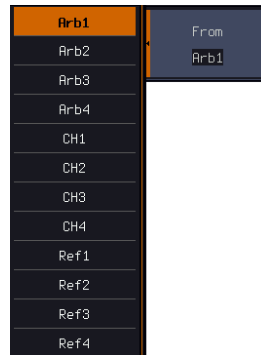 Arb1
Arb2
Arb3
Arb4
CH1
CH2
CH3
CH4
Ref1
Ref2
Ref3
Ref4
From
Arb1